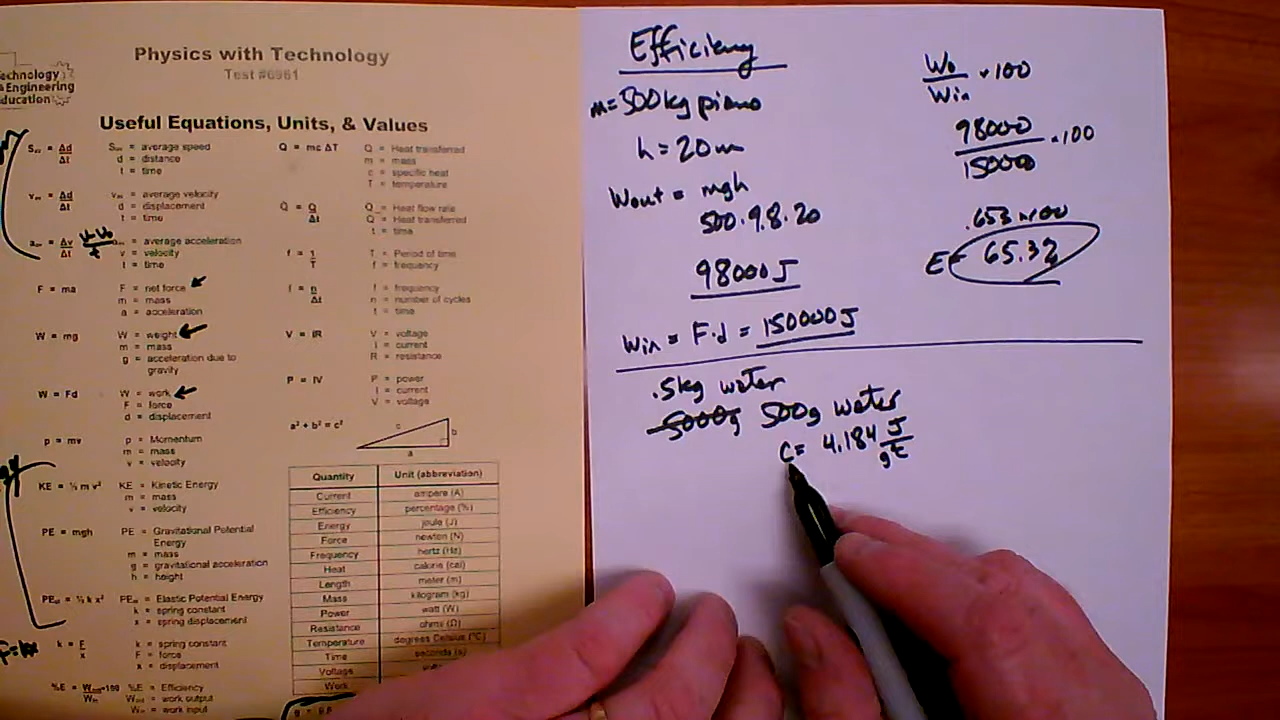 Physics with Technology
Test #6961
Technology
& Engineering
Education
Useful Equations, Units, & Values
Sav = Δd/Δt
Sav = average speed
d = distance
t = time
vav = Δd/Δt
vav = average velocity
d = displacement
t = time
aav = Δv/Δt
V-V0/t
aav = average acceleration
v = velocity
t = time
F = ma
F = net force
m = mass
a = acceleration
W = mg
W = weight
m = mass
g = acceleration due to
gravity
W = Fd
W = work
F = force
d = displacement
p = mv
p = Momentum
m = mass
v = velocity
KE = ½ m v²
KE = Kinetic Energy
m = mass
v = velocity
PE = mgh
PE = Gravitational Potential
Energy
m = mass
g = gravitational acceleration
h = height
PEel = ½ k x²
PEel = Elastic Potential Energy
k = spring constant
x = spring displacement
F=kx
k = F/x
k = spring constant
F = force
x = displacement
%E = Wout/Win ×100
%E = Efficiency
Wout = work output
Win = work input
Q = mc ΔT
Q = Heat transferred
m = mass
c = specific heat
T = temperature
Q̇ = Q/Δt
Q̇ = Heat flow rate
Q = Heat transferred
t = time
f = 1/T
T = Period of time
f = frequency
f = n/Δt
f = frequency
n = number of cycles
t = time
V = IR
V = voltage
I = current
R = resistance
P = IV
P = power
I = current
V = voltage
a² + b² = c²
c
b
a
Quantity Unit (abbreviation)
Current ampere (A)
Efficiency percentage (%)
Energy joule (J)
Force newton (N)
Frequency hertz (Hz)
Heat calorie (cal)
Length meter (m)
Mass kilogram (kg)
Power watt (W)
Resistance ohms (Ω)
Temperature degrees Celsius (°C)
Time seconds (s)
Voltage
Work
Efficiency
m=500kg piano
h=20m
Wout = mgh
500·9.8·20
98000J
Win = F·d = 150000J
Wo/Win ×100
98000/150000 ×100
.653×100
E= 65.3%
.5kg water
5000g 500g water
c= 4.184 J/g°C